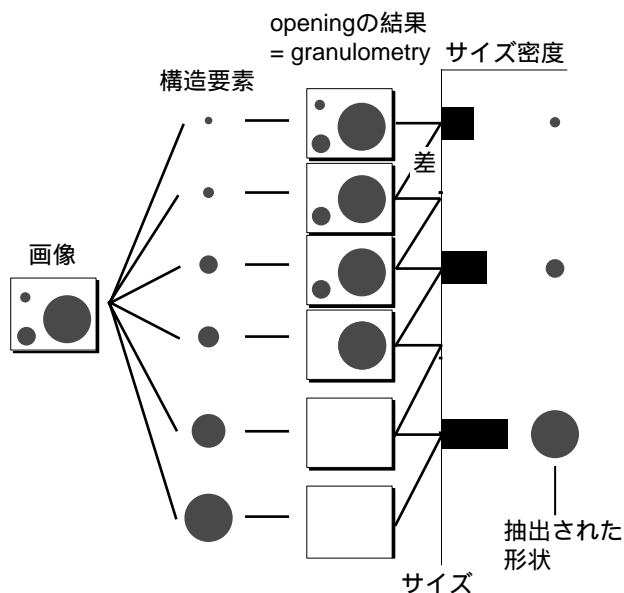 openingの結果
= granulometry
サイズ密度
構造要素
差
画像
抽出された
形状
サイズ